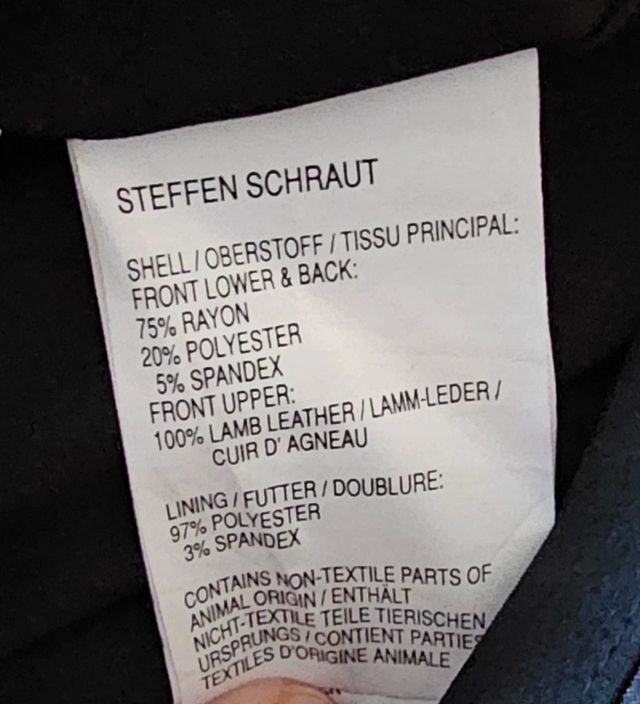 STEFFEN SCHRAUT
SHELL / OBERSTOFF / TISSU PRINCIPAL:
FRONT LOWER & BACK:
75% RAYON
20% POLYESTER
5% SPANDEX
FRONT UPPER:
100% LAMB LEATHER / LAMM-LEDER /
CUIR D' AGNEAU
LINING / FUTTER / DOUBLURE:
97% POLYESTER
3% SPANDEX
CONTAINS NON-TEXTILE PARTS OF
ANIMAL ORIGIN / ENTHÄLT
NICHT-TEXTILE TEILE TIERISCHEN
URSPRUNGS / CONTIENT PARTIES
TEXTILES D'ORIGINE ANIMALE